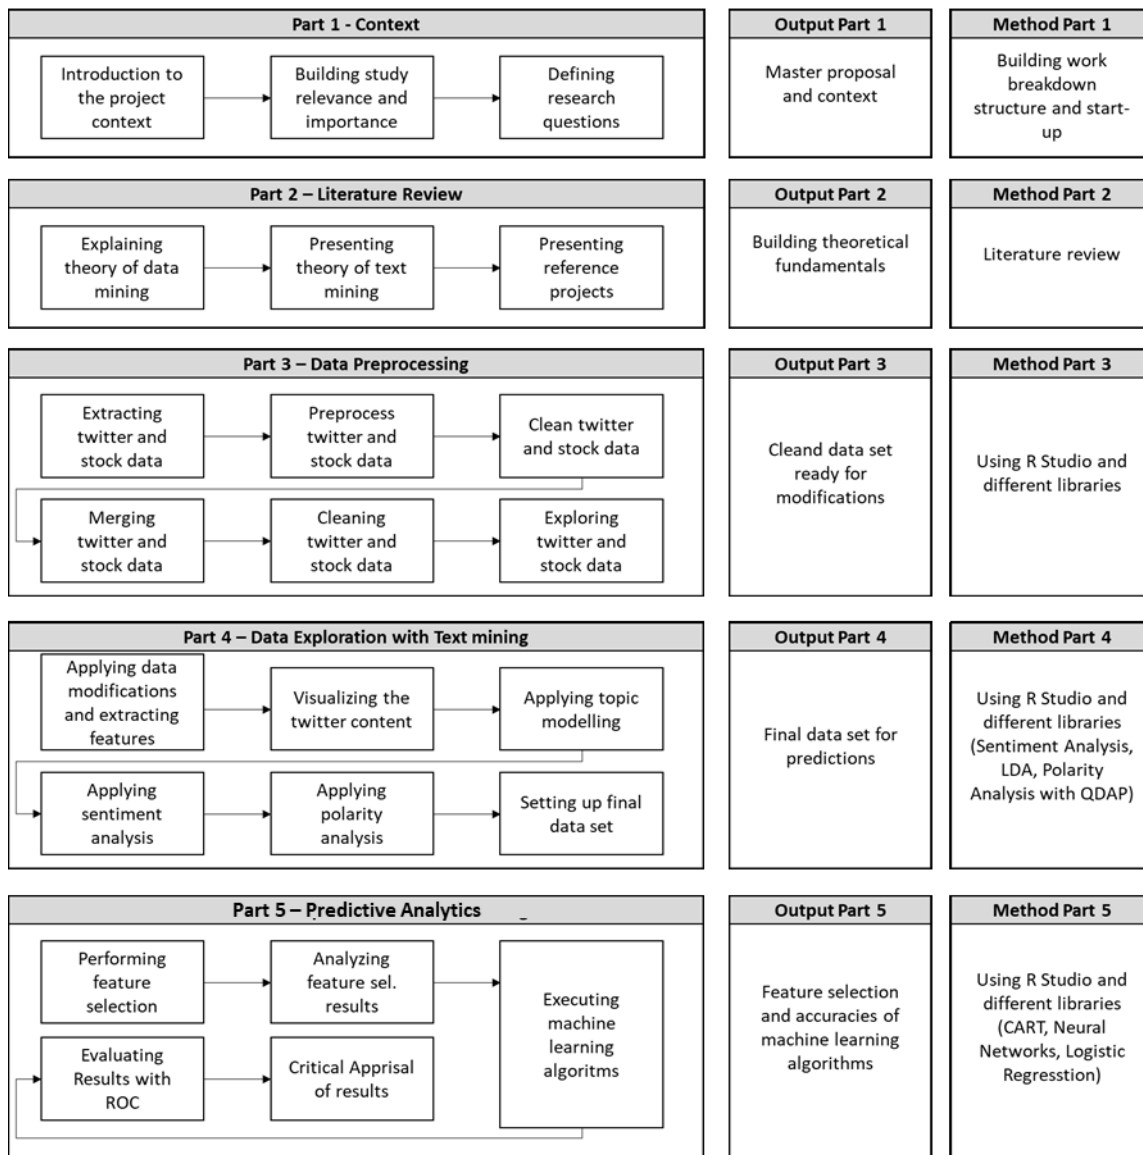 Part 1 - Context
Introduction to
the project
context
Building study
relevance and
importance
Defining
research
questions
Output Part 1
Master proposal
and context
Method Part 1
Building work
breakdown
structure and start-
up
Part 2 – Literature Review
Explaining
theory of data
mining
Presenting
theory of text
mining
Presenting
reference
projects
Output Part 2
Building theoretical
fundamentals
Method Part 2
Literature review
Part 3 – Data Preprocessing
Extracting
twitter and
stock data
Preprocess
twitter and
stock data
Clean twitter
and stock data
Merging
twitter and
stock data
Cleaning
twitter and
stock data
Exploring
twitter and
stock data
Output Part 3
Cleand data set
ready for
modifications
Method Part 3
Using R Studio and
different libraries
Part 4 – Data Exploration with Text mining
Applying data
modifications
and extracting
features
Visualizing the
twitter content
Applying topic
modelling
Applying
sentiment
analysis
Applying
polarity
analysis
Setting up final
data set
Output Part 4
Final data set for
predictions
Method Part 4
Using R Studio and
different libraries
(Sentiment Analysis,
LDA, Polarity
Analysis with QDAP)
Part 5 – Predictive Analytics
Performing
feature
selection
Analyzing
feature sel.
results
Executing
machine
learning
algoritms
Evaluating
Results with
ROC
Critical Apprisal
of results
Output Part 5
Feature selection
and accuracies of
machine learning
algorithms
Method Part 5
Using R Studio and
different libraries
(CART, Neural
Networks, Logistic
Regresstion)